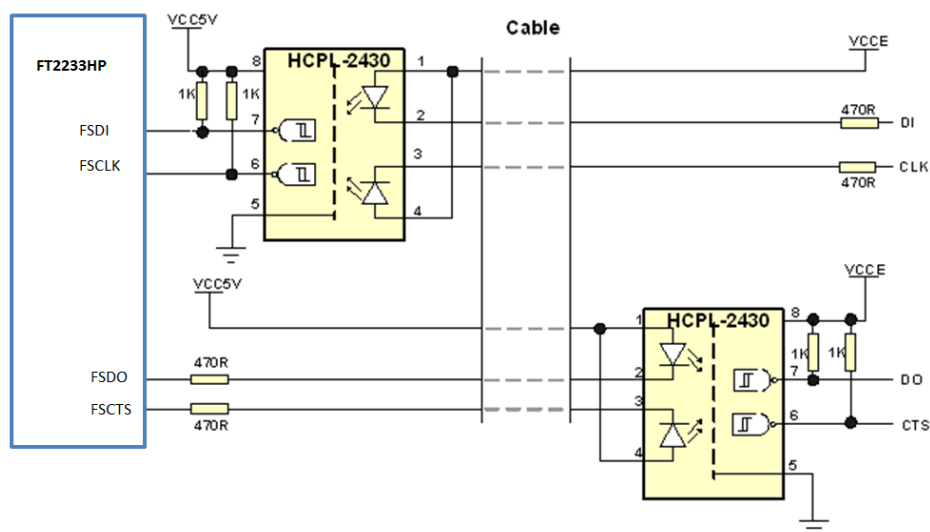 VCC5V
Cable
VCCE
FT2233HP
8
HCPL-2430
1
1K
1K
FSDI
7
2
470R
DI
FSCLK
6
3
CLK
470R
5
4
VCC5V
VCCE
1
HCPL-2430
8
470R
1K
1K
FSDO
2
7
DO
FSCTS
3
6
CTS
470R
4
5